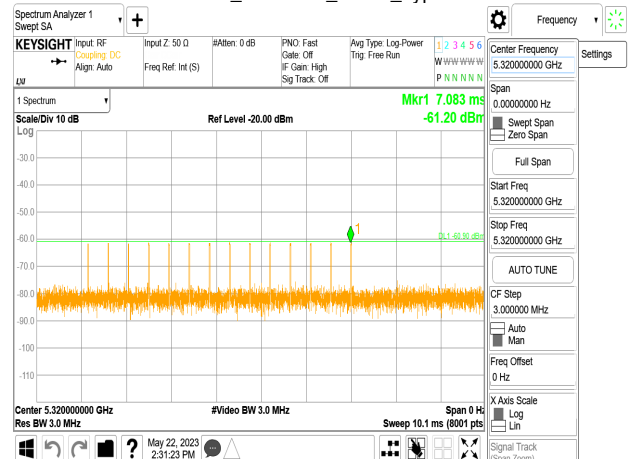 Spectrum Analyzer 1
Swept SA
Frequency
KEYSIGHT
Input: RF
Coupling: DC
Align: Auto
Input Z: 50 Ω
Freq Ref: Int (S)
#Atten: 0 dB
PNO: Fast
Gate: Off
IF Gain: High
Sig Track: Off
Avg Type: Log-Power
Trig: Free Run
1 2 3 4 5 6
W W W W W W
P N N N N N
LXI
1 Spectrum
Scale/Div 10 dB
Ref Level -20.00 dBm
Mkr1 7.083 ms
-61.20 dBm
Log
-30.0
-40.0
-50.0
-60.0
-70.0
-80.0
-90.0
-100
-110
1
DL1 -60.90 dBm
Center 5.320000000 GHz
Res BW 3.0 MHz
#Video BW 3.0 MHz
Span 0 Hz
Sweep 10.1 ms (8001 pts
May 22, 2023
2:31:23 PM
Center Frequency
5.320000000 GHz
Settings
Span
0.00000000 Hz
Swept Span
Zero Span
Full Span
Start Freq
5.320000000 GHz
Stop Freq
5.320000000 GHz
AUTO TUNE
CF Step
3.000000 MHz
Auto
Man
Freq Offset
0 Hz
X Axis Scale
Log
Lin
Signal Track
(Span Zoom)